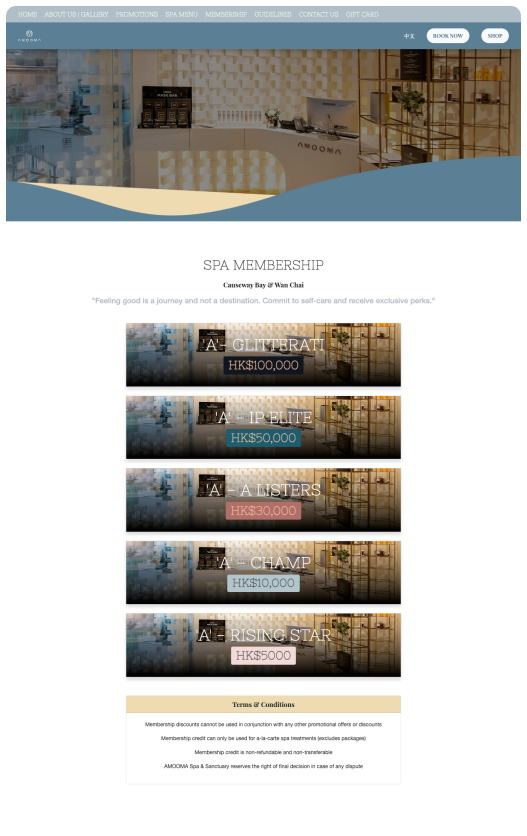 HOME ABOUT US | GALLERY PROMOTIONS SPA MENU MEMBERSHIP GUIDELINES CONTACT US GIFT CARD
AMOOMA
中文 BOOK NOW SHOP
AMOOMA
SPA MEMBERSHIP
Causeway Bay & Wan Chai
"Feeling good is a journey and not a destination. Commit to self-care and receive exclusive perks."
'A' - GLITTERATI
HK$100,000
'A' - 1P ELITE
HK$50,000
'A' - A LISTERS
HK$30,000
'A' - CHAMP
HK$10,000
A' - RISING STAR
HK$5000
Terms & Conditions
Membership discounts cannot be used in conjunction with any other promotional offers or discounts
Membership credit can only be used for a-la-carte spa treatments (excludes packages)
Membership credit is non-refundable and non-transferable
AMOOMA Spa & Sanctuary reserves the right of final decision in case of any dispute